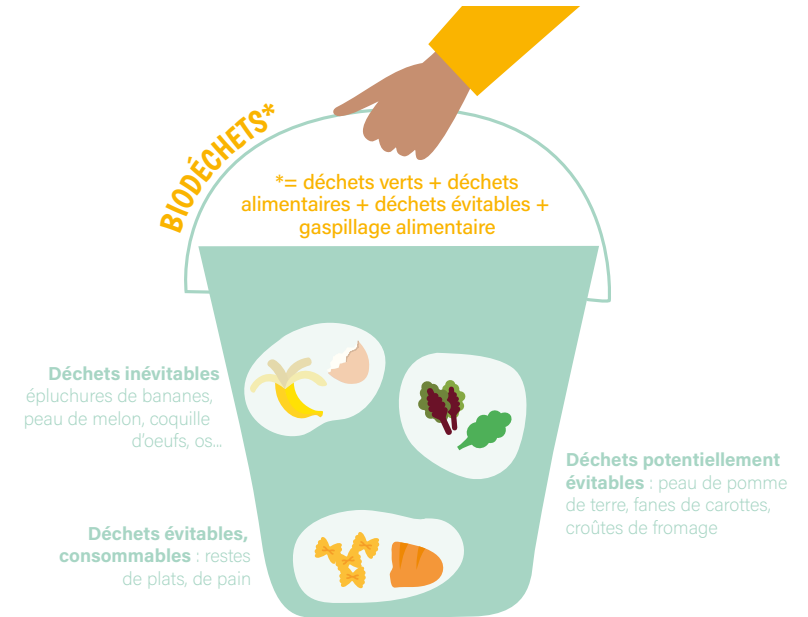 BIODÉCHETS*
*= déchets verts + déchets
alimentaires + déchets évitables +
gaspillage alimentaire
Déchets inévitables
épluchures de bananes,
peau de melon, coquille
d'oeufs, os...
Déchets potentiellement
évitables : peau de pomme
de terre, fanes de carottes,
croûtes de fromage
Déchets évitables,
consommables : restes
de plats, de pain